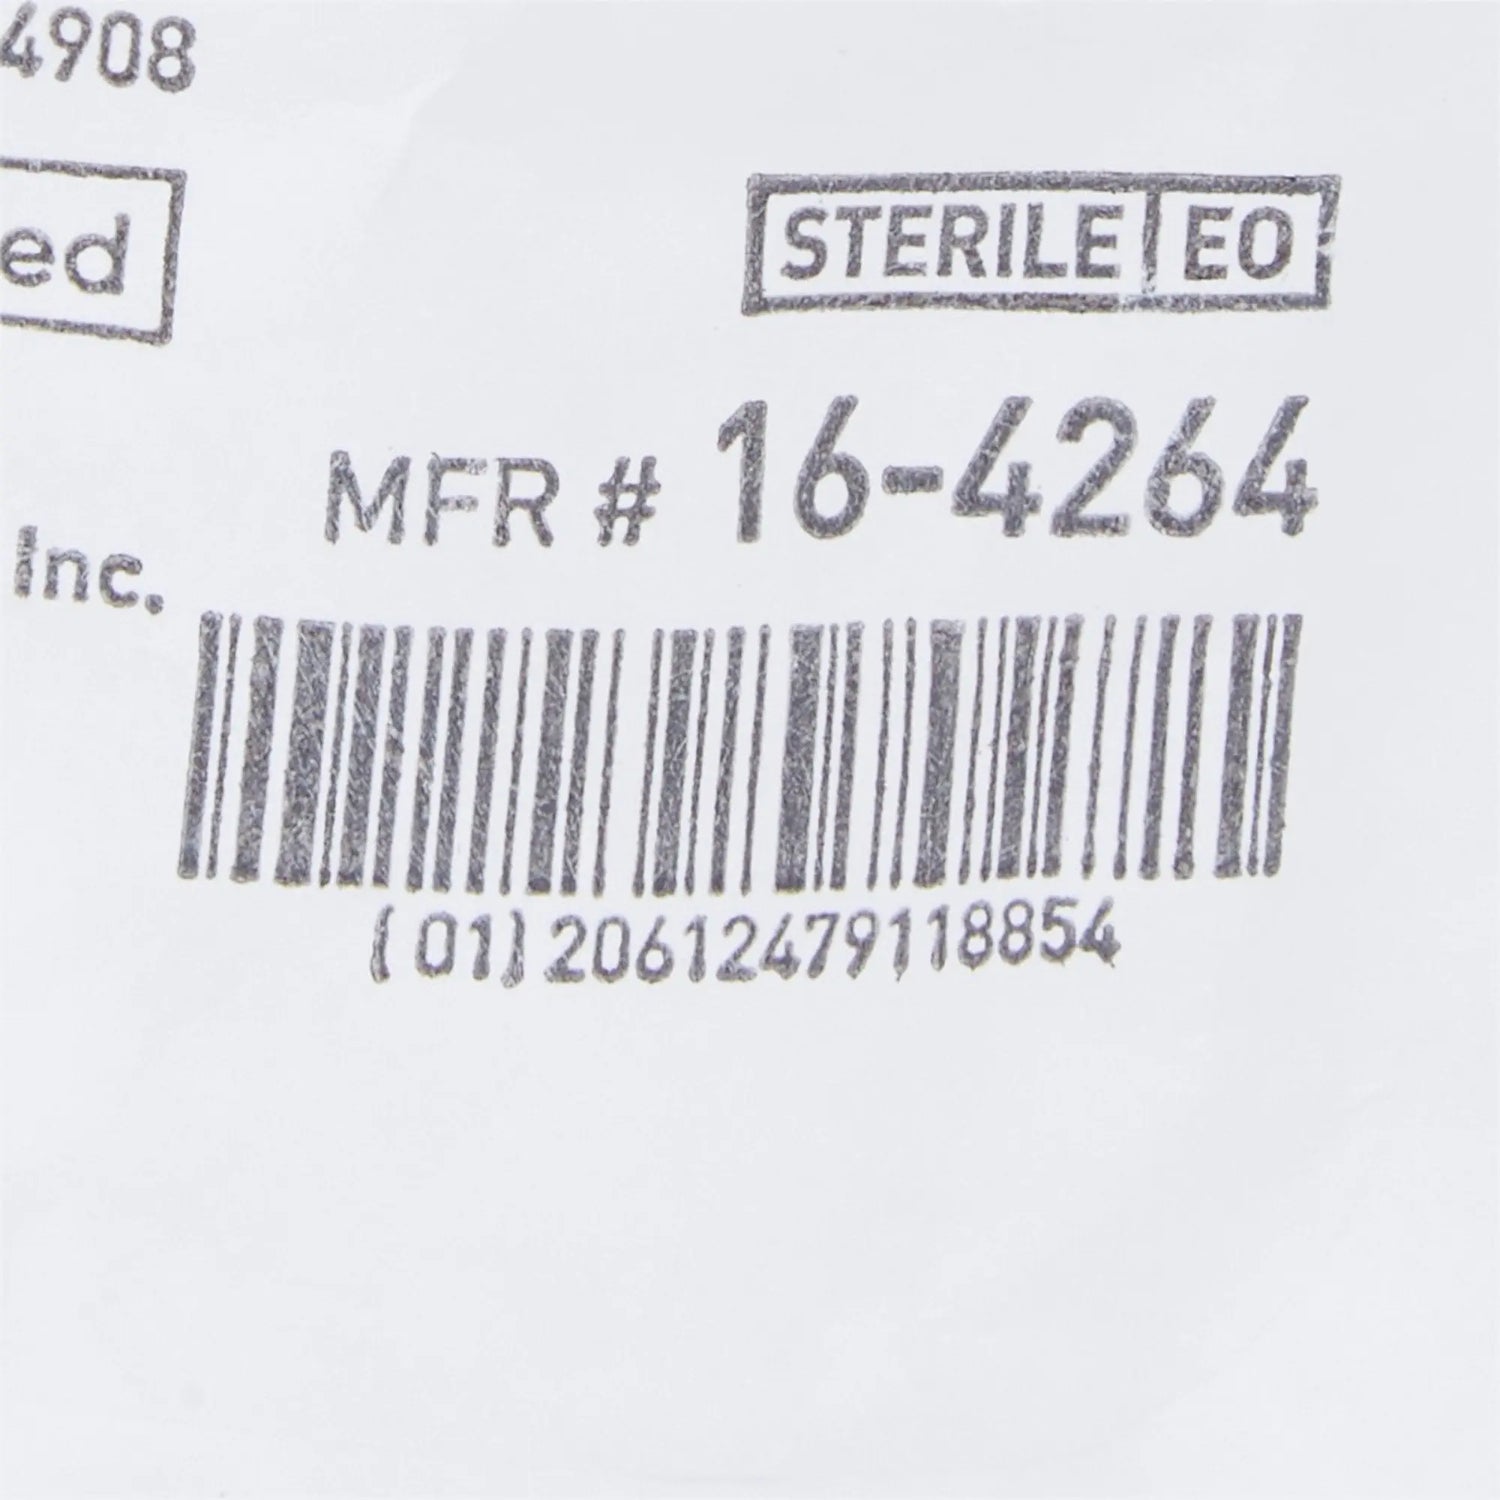 4908
ed
STERILE EO
MFR # 16-4264
Inc.
(01)20612479118854